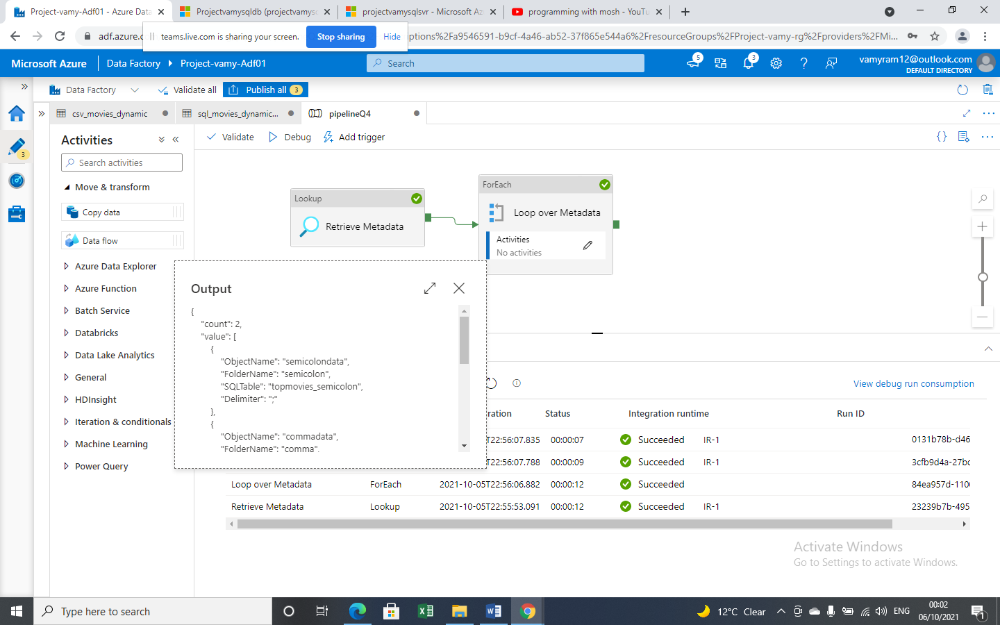 Project-vamy-Adf01 - Azure Data
Projectvamysqldb (projectvamysq
projectvamysqlsvr - Microsoft Az
programming with mosh - YouTu
adf.azure.c
ptions%2Fa9546591-b9cf-4a46-ab52-37f865e544a6%2FresourceGroups%2FProject-vamy-rg%2Fproviders%2FMi...
teams.live.com is sharing your screen.
Stop sharing
Hide
Microsoft Azure
Data Factory
Project-vamy-Adf01
Search
5
3
vamyram12@outlook.com
DEFAULT DIRECTORY
Data Factory
Validate all
Publish all
3
csv_movies_dynamic
sql_movies_dynamic...
pipelineQ4
Activities
Validate
Debug
Add trigger
3
Search activities
Move & transform
Copy data
Data flow
Azure Data Explorer
Azure Function
Batch Service
Databricks
Data Lake Analytics
General
HDInsight
Iteration & conditionals
Machine Learning
Power Query
Lookup
Retrieve Metadata
ForEach
Loop over Metadata
Activities
No activities
Output
{
"count": 2,
"value": [
{
"ObjectName": "semicolondata",
"FolderName": "semicolon",
"SQLTable": "topmovies_semicolon",
"Delimiter": ";"
},
{
"ObjectName": "commadata",
"FolderName": "comma",
View debug run consumption
ration
Status
Integration runtime
Run ID
T22:56:07.835 00:00:07 Succeeded IR-1 0131b78b-d46
T22:56:07.788 00:00:09 Succeeded IR-1 3cfb9d4a-27bc
Loop over Metadata ForEach 2021-10-05T22:56:06.882 00:00:12 Succeeded 84ea957d-110
Retrieve Metadata Lookup 2021-10-05T22:55:53.091 00:00:12 Succeeded IR-1 23239b7b-495
Activate Windows
Go to Settings to activate Windows.
Type here to search
12°C Clear
ENG
00:02
06/10/2021
1